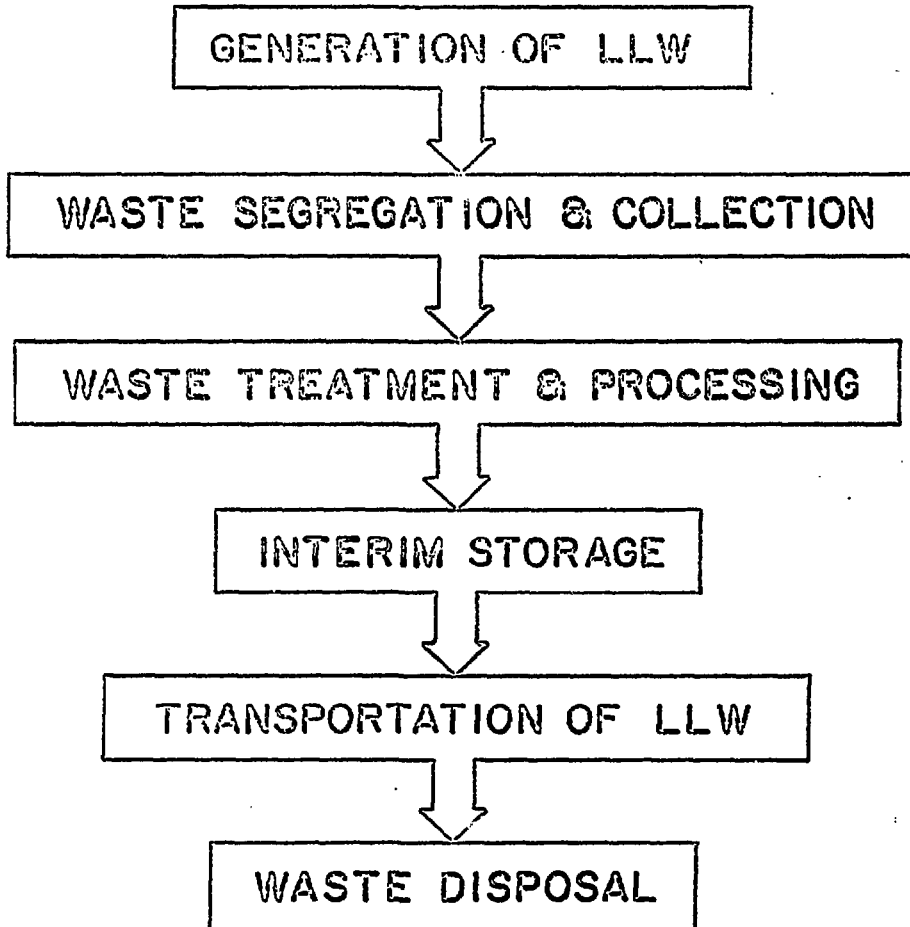 GENERATION OF LLW
WASTE SEGREGATION & COLLECTION
WASTE TREATMENT & PROCESSING
INTERIM STORAGE
TRANSPORTATION OF LLW
WASTE DISPOSAL